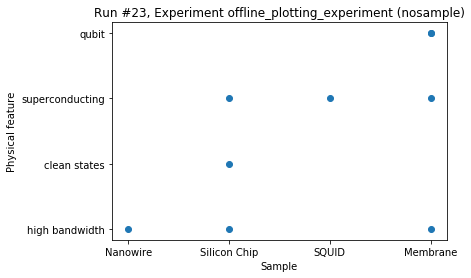 Run #23, Experiment offline_plotting_experiment (nosample)
qubit
superconducting
clean states
high bandwidth
Physical feature
Nanowire Silicon Chip SQUID Membrane
Sample